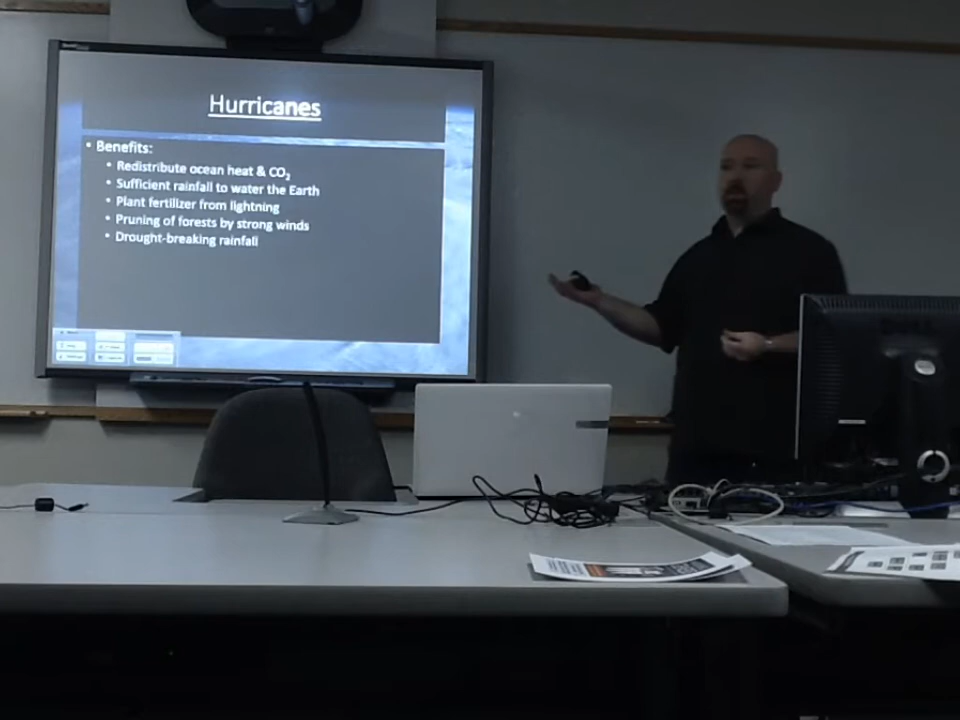 Hurricanes
• Benefits:
• Redistribute ocean heat & CO₂
• Sufficient rainfall to water the Earth
• Plant fertilizer from lightning
• Pruning of forests by strong winds
• Drought-breaking rainfall
DELL